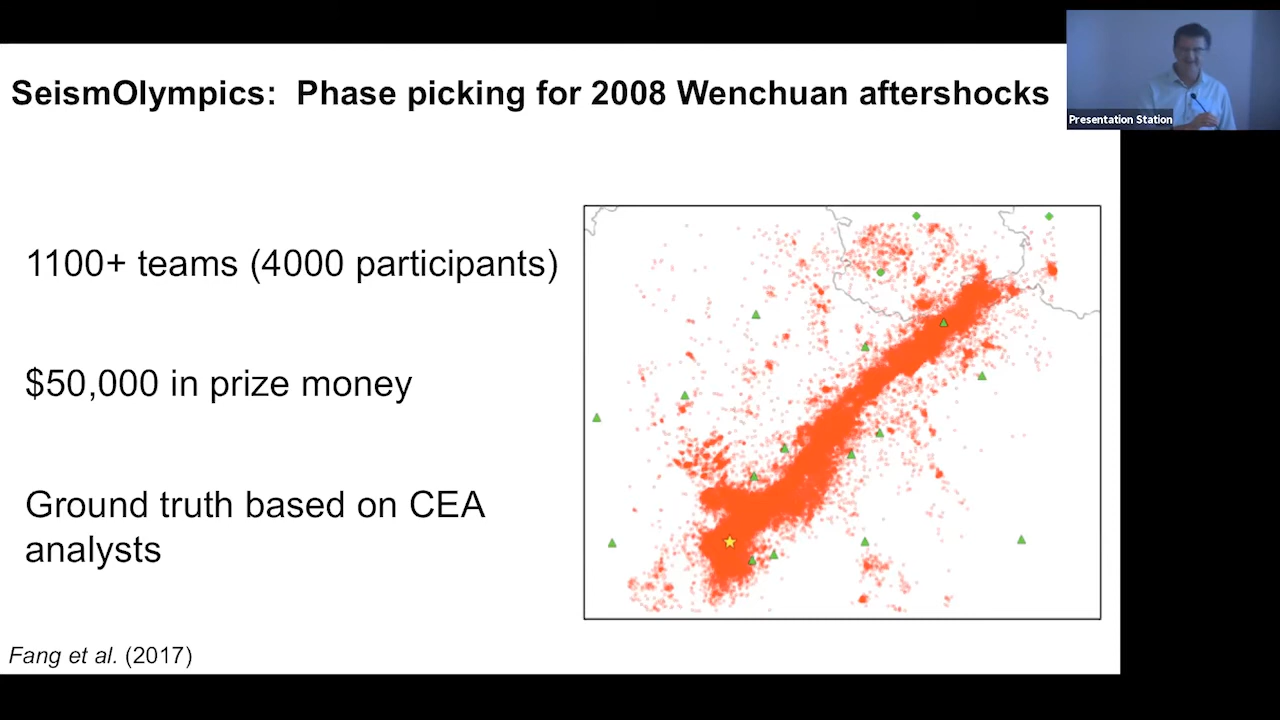 SeismOlympics: Phase picking for 2008 Wenchuan aftershocks
Presentation Station
1100+ teams (4000 participants)
$50,000 in prize money
Ground truth based on CEA
analysts
Fang et al. (2017)